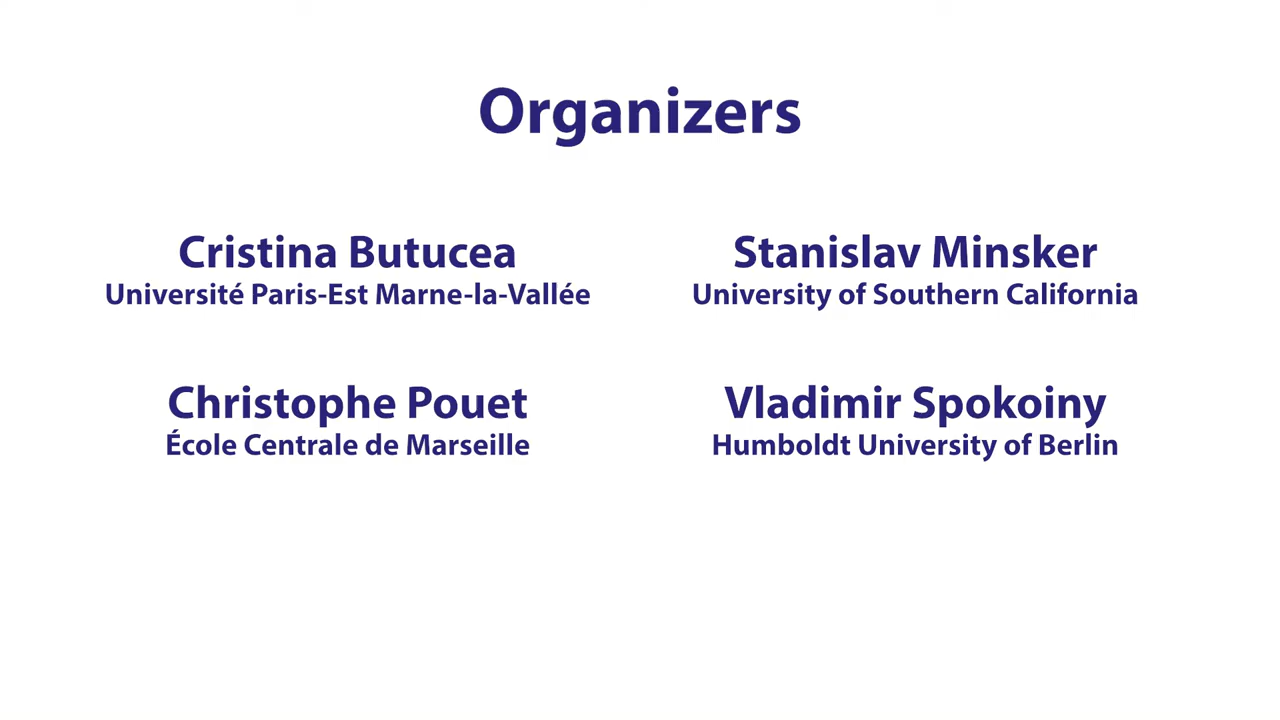 Organizers
Cristina Butucea
Université Paris-Est Marne-la-Vallée
Stanislav Minsker
University of Southern California
Christophe Pouet
École Centrale de Marseille
Vladimir Spokoiny
Humboldt University of Berlin